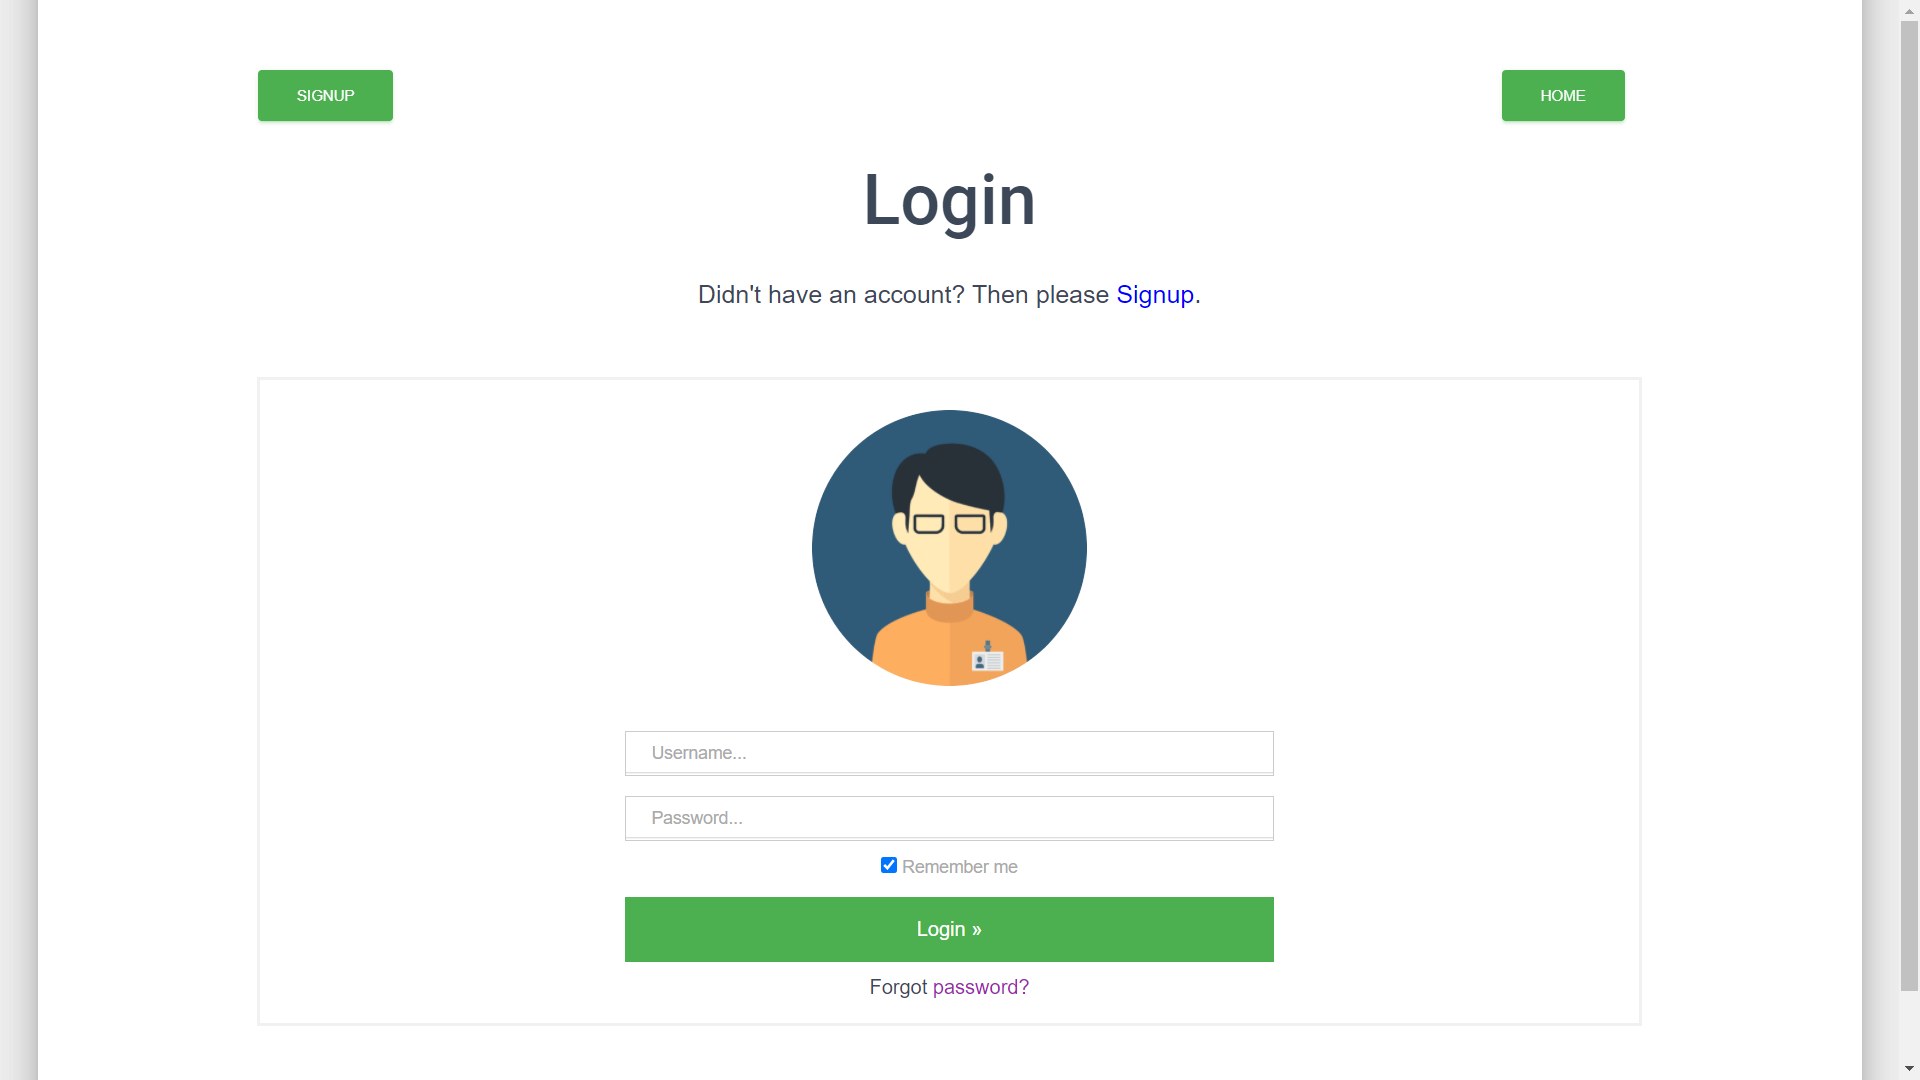 SIGNUP
HOME
Login
Didn't have an account? Then please Signup.
Username...
Password...
Remember me
Login »
Forgot password?